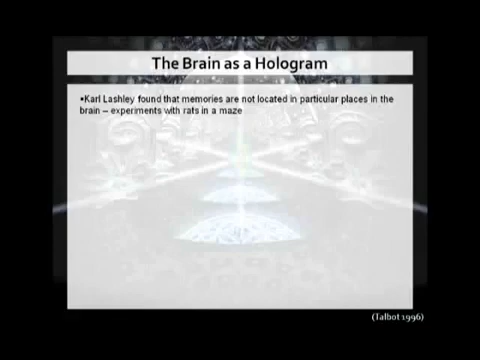 The Brain as a Hologram
▪Karl Lashley found that memories are not located in particular places in the
brain – experiments with rats in a maze
(Talbot 1996)